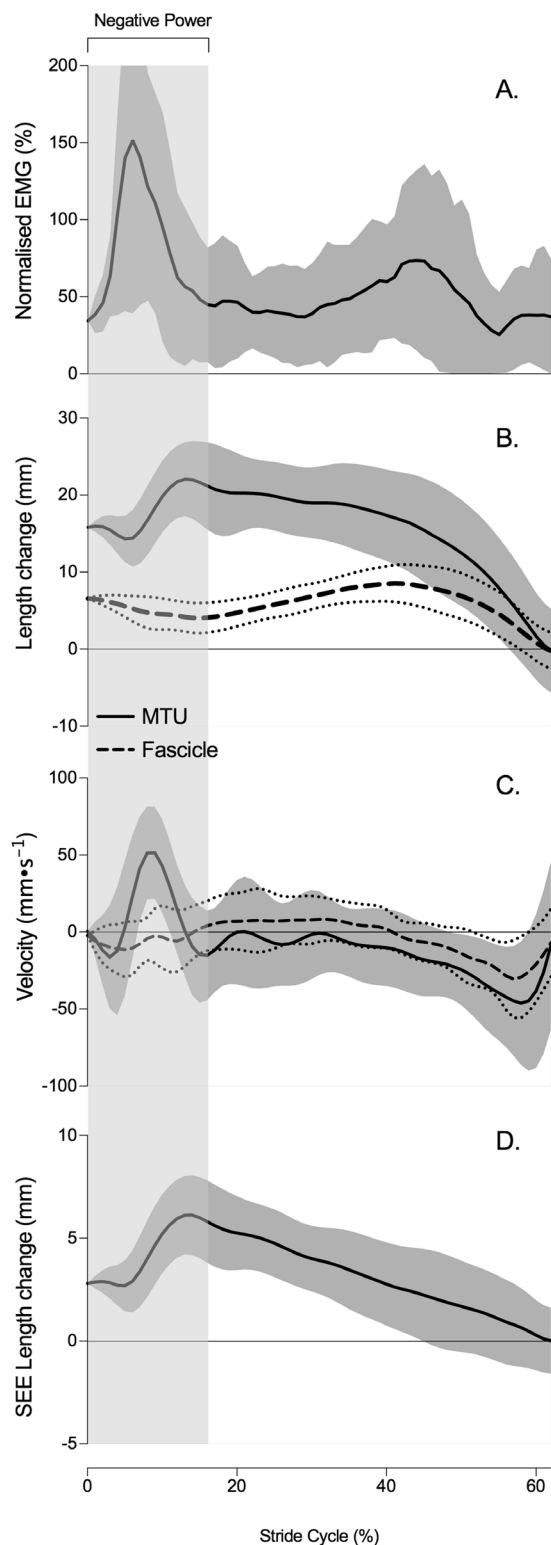 Negative Power
A.
200
150
100
50
0
Normalised EMG (%)
B.
30
20
10
0
-10
Length change (mm)
MTU
Fascicle
C.
100
50
0
-50
-100
Velocity (mm•s⁻¹)
D.
10
5
0
-5
SEE Length change (mm)
0 20 40 60
Stride Cycle (%)